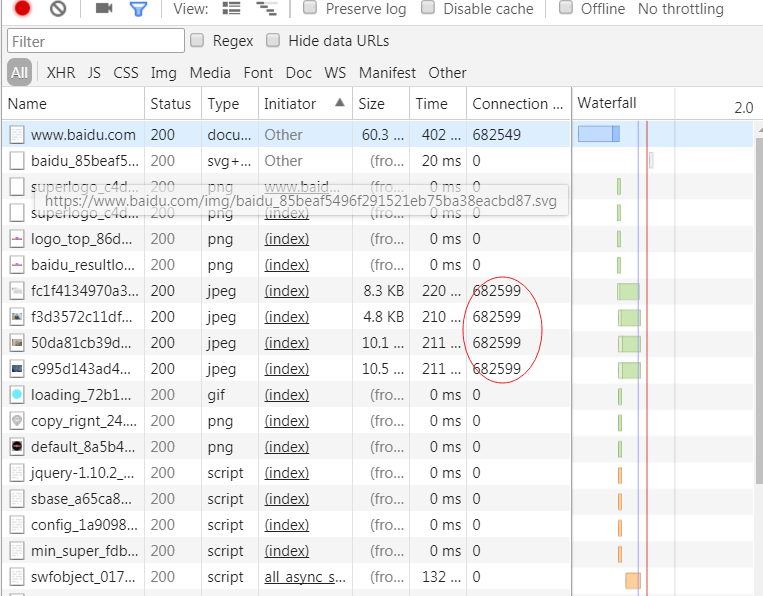 View: Preserve log Disable cache Offline No throttling
Filter Regex Hide data URLs
All XHR JS CSS Img Media Font Doc WS Manifest Other
Name Status Type Initiator ▲ Size Time Connection ... Waterfall 2.0
www.baidu.com 200 docu... Other 60.3 ... 402 ... 682549
baidu_85beaf5... 200 svg+... Other (fro... 20 ms 0
superlogo_c4d... 200 png www.baid... (fro... 0 ms 0
https://www.baidu.com/img/baidu_85beaf5496f291521eb75ba38eacbd87.svg
superlogo_c4d... 200 png (index) (fro... 0 ms 0
logo_top_86d... 200 png (index) (fro... 0 ms 0
baidu_resultlo... 200 png (index) (fro... 0 ms 0
fc1f4134970a3... 200 jpeg (index) 8.3 KB 220 ... 682599
f3d3572c11df... 200 jpeg (index) 4.8 KB 210 ... 682599
50da81cb39d... 200 jpeg (index) 10.1 ... 211 ... 682599
c995d143ad4... 200 jpeg (index) 10.5 ... 211 ... 682599
loading_72b1... 200 gif (index) (fro... 0 ms 0
copy_rignt_24... 200 png (index) (fro... 0 ms 0
default_8a5b4... 200 png (index) (fro... 0 ms 0
jquery-1.10.2_... 200 script (index) (fro... 0 ms 0
sbase_a65ca8... 200 script (index) (fro... 0 ms 0
config_1a9098... 200 script (index) (fro... 0 ms 0
min_super_fdb... 200 script (index) (fro... 0 ms 0
swfobject_017... 200 script all_async_s... (fro... 132 ... 0